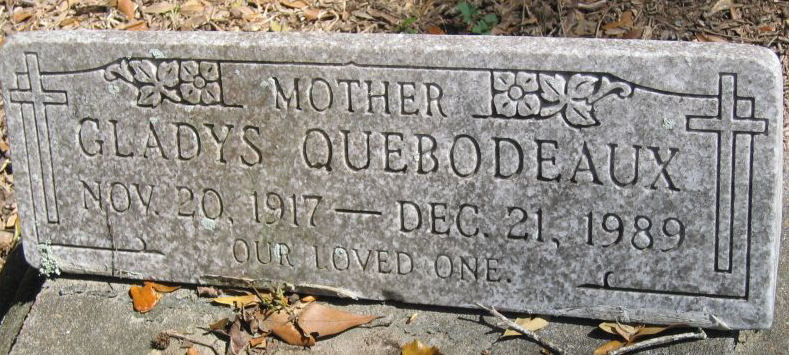 MOTHER
GLADYS QUEBODEAUX
NOV. 20, 1917 — DEC. 21, 1989
OUR LOVED ONE.